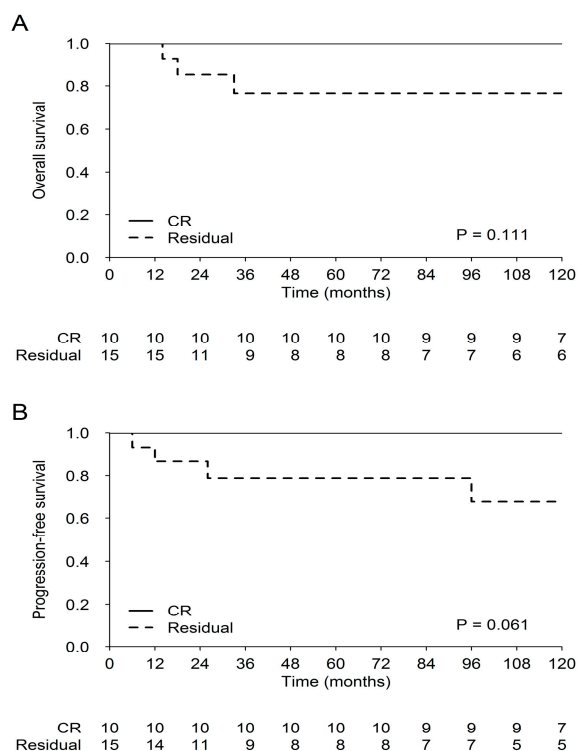 A
1.0
0.8
0.6
0.4
0.2
0.0
Overall survival
CR
Residual
P = 0.111
0 12 24 36 48 60 72 84 96 108 120
Time (months)
CR 10 10 10 10 10 10 10 9 9 9 7
Residual 15 15 11 9 8 8 8 7 7 6 6
B
1.0
0.8
0.6
0.4
0.2
0.0
Progression-free survival
CR
Residual
P = 0.061
0 12 24 36 48 60 72 84 96 108 120
Time (months)
CR 10 10 10 10 10 10 10 9 9 9 7
Residual 15 14 11 9 8 8 8 7 7 5 5